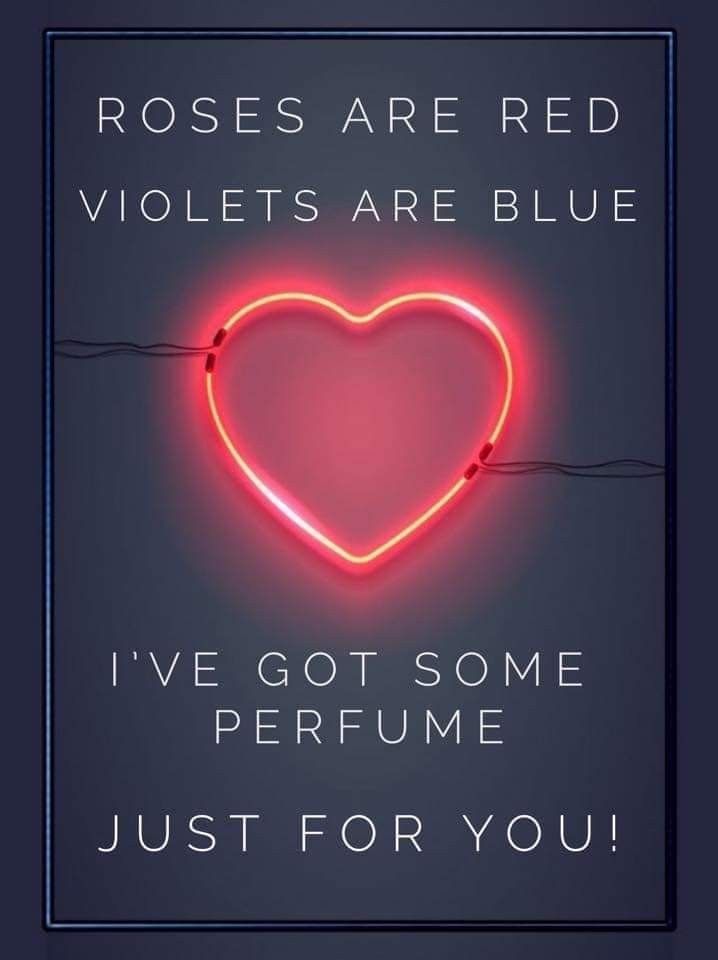 ROSES ARE RED
VIOLETS ARE BLUE
I'VE GOT SOME
PERFUME
JUST FOR YOU!